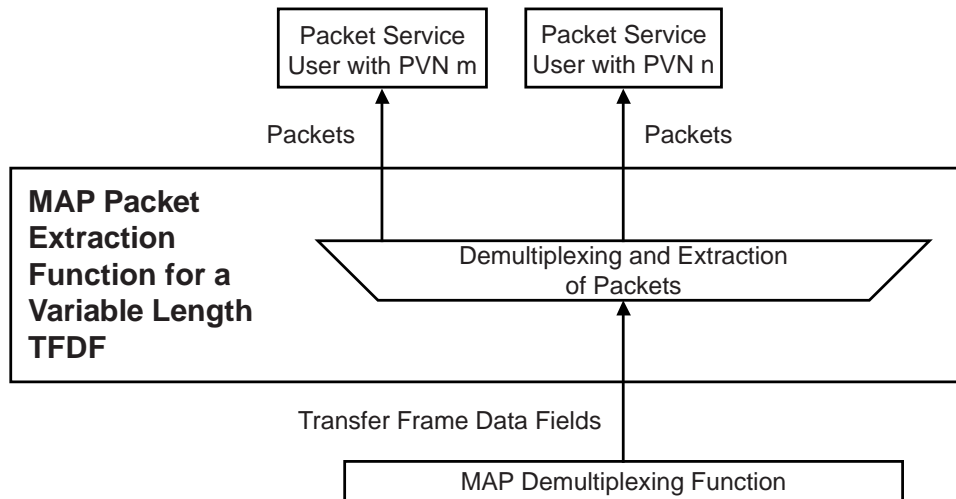 Packet Service
User with PVN m
Packet Service
User with PVN n
Packets
Packets
MAP Packet
Extraction
Function for a
Variable Length
TFDF
Demultiplexing and Extraction
of Packets
Transfer Frame Data Fields
MAP Demultiplexing Function